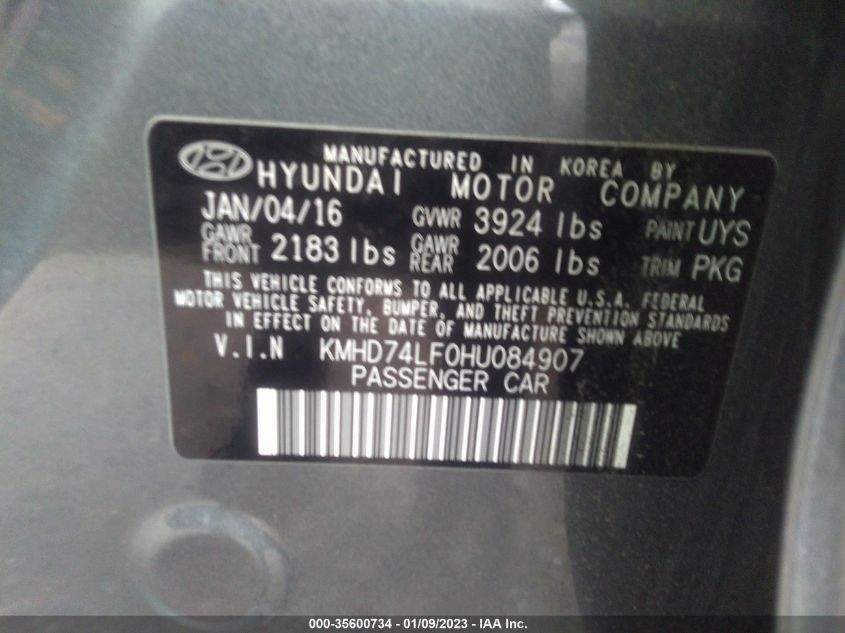 MANUFACTURED IN KOREA BY
HYUNDAI MOTOR COMPANY
JAN/04/16 GVWR 3924 lbs PAINT UYS
GAWR FRONT 2183 lbs GAWR REAR 2006 lbs TRIM PKG
THIS VEHICLE CONFORMS TO ALL APPLICABLE U.S.A. FEDERAL
MOTOR VEHICLE SAFETY, BUMPER, AND THEFT PREVENTION STANDARDS
IN EFFECT ON THE DATE OF MANUFACTURE SHOWN ABOVE
V.I.N KMHD74LF0HU084907
PASSENGER CAR
000-35600734 - 01/09/2023 - IAA Inc.